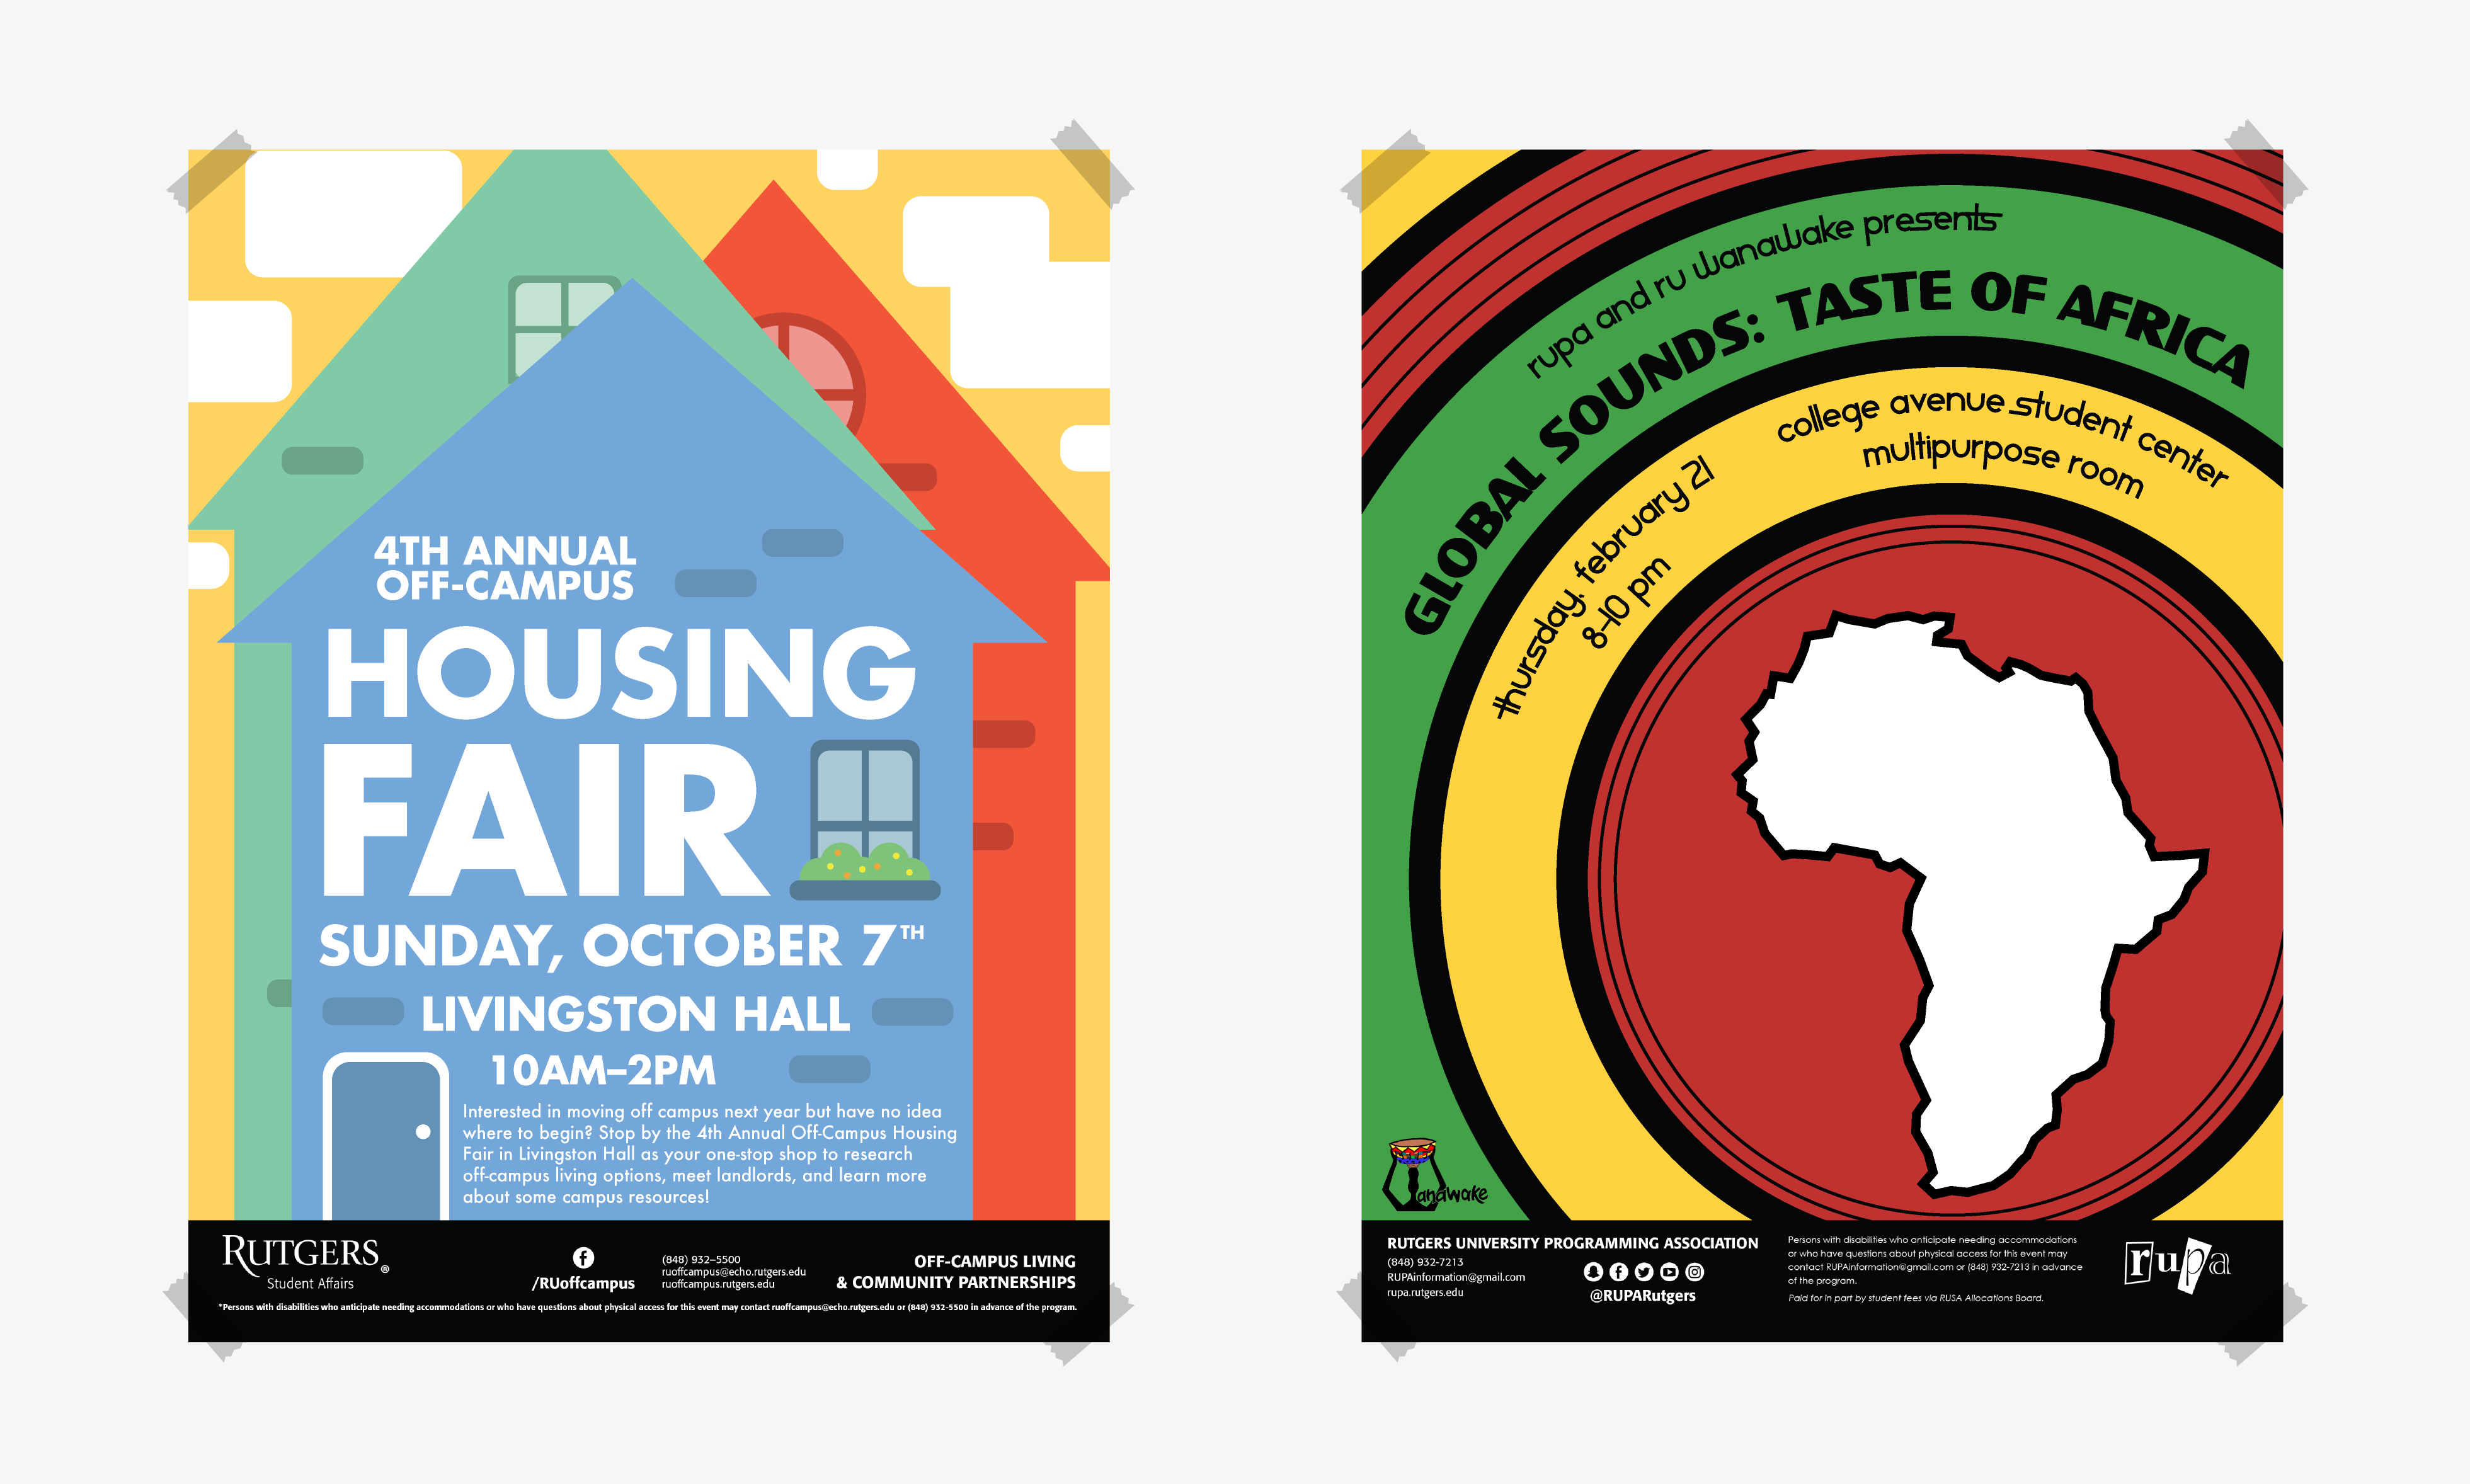 4TH ANNUAL
OFF-CAMPUS
HOUSING
FAIR
SUNDAY, OCTOBER 7TH
LIVINGSTON HALL
10AM–2PM
Interested in moving off campus next year but have no idea
where to begin? Stop by the 4th Annual Off-Campus Housing
Fair in Livingston Hall as your one-stop shop to research
off-campus living options, meet landlords, and learn more
about some campus resources!
RUTGERS®
Student Affairs
/RUoffcampus
(848) 932–5500
ruoffcampus@echo.rutgers.edu
ruoffcampus.rutgers.edu
OFF-CAMPUS LIVING
& COMMUNITY PARTNERSHIPS
*Persons with disabilities who anticipate needing accommodations or who have questions about physical access for this event may contact ruoffcampus@echo.rutgers.edu or (848) 932-5500 in advance of the program.
rupa and ru wanawake presents
GLOBAL SOUNDS: TASTE OF AFRICA
thursday, february 21
8-10 pm
college avenue student center
multipurpose room
Wanawake
RUTGERS UNIVERSITY PROGRAMMING ASSOCIATION
(848) 932-7213
RUPAinformation@gmail.com
rupa.rutgers.edu
@RUPARutgers
Persons with disabilities who anticipate needing accommodations
or who have questions about physical access for this event may
contact RUPAinformation@gmail.com or (848) 932-7213 in advance
of the program.
Paid for in part by student fees via RUSA Allocations Board.
rupa